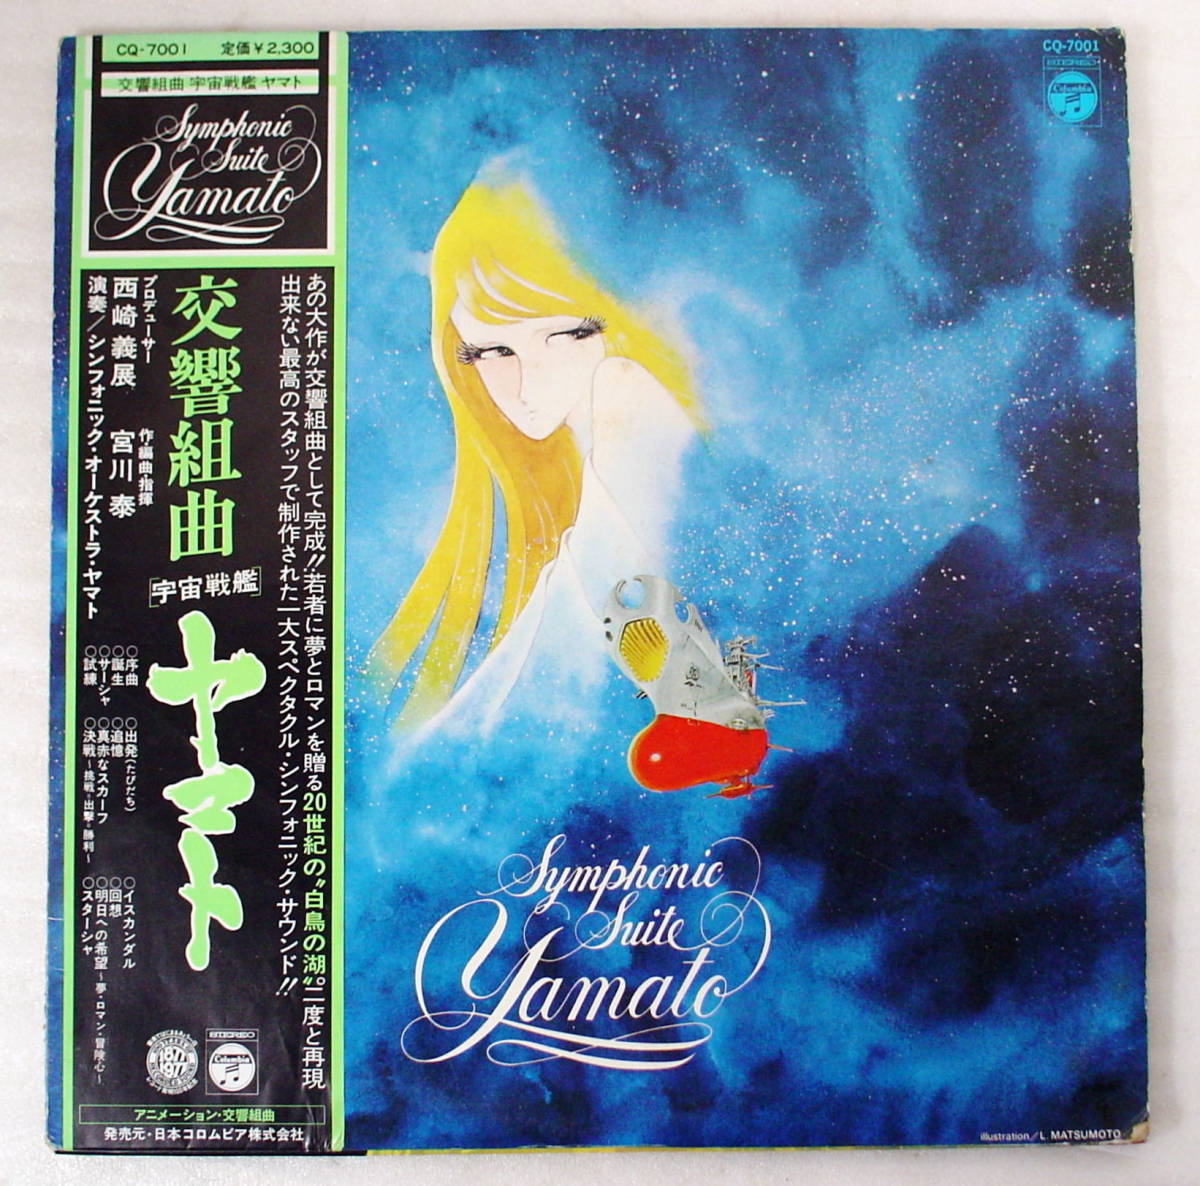 CQ-7001 定価¥2,300
交響組曲 宇宙戦艦 ヤマト
Symphonic
Suite
Yamato
あの大作が交響組曲として完成!!若者に夢とロマンを贈る20世紀の〝白鳥の湖〟。二度と再現
出来ない最高のスタッフで制作された一大スペクタクル・シンフォニック・サウンド!!
交響組曲
[宇宙戦艦]
ヤマト
プロデューサー
西崎義展
作・編曲・指揮
宮川 泰
演奏/シンフォニック・オーケストラ・ヤマト
○序曲
○誕生
○サーシャ
○試練
○出発(たびだち)
○追憶
○真赤なスカーフ
○決戦~挑戦=出撃=勝利~
○イスカンダル
○回想
○明日への希望~夢・ロマン・冒険心~
○スターシャ
1877
1977
STEREO
Columbia
アニメーション・交響組曲
発売元・日本コロムビア株式会社
CQ-7001
STEREO
Columbia
Symphonic
Suite
Yamato
illustration/L. MATSUMOTO